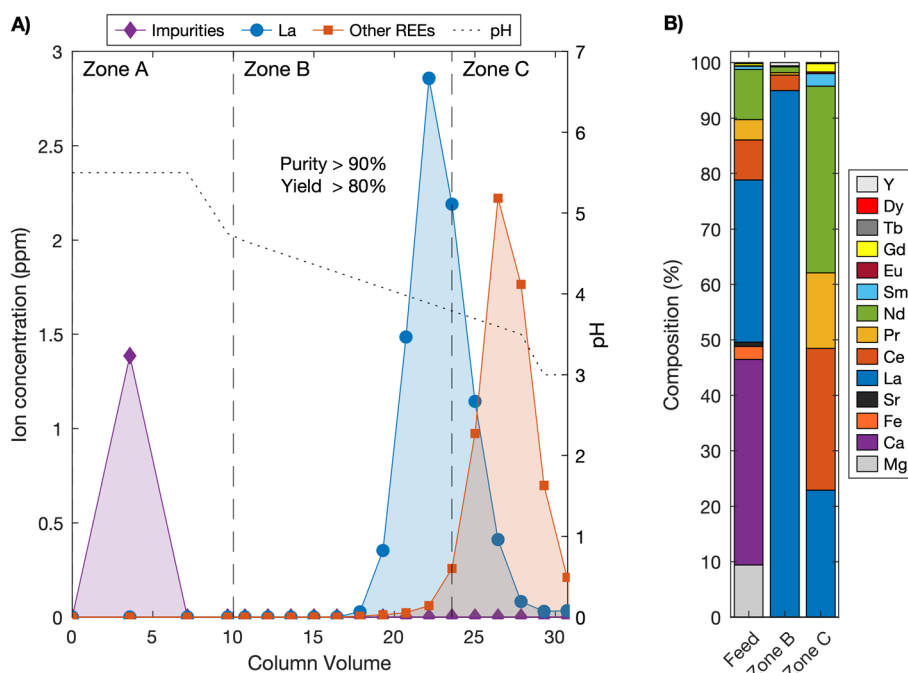 A)
Impurities La Other REEs pH
Zone A Zone B Zone C
Purity > 90%
Yield > 80%
3
2.5
2
1.5
1
0.5
0
Ion concentration (ppm)
7
6
5
4
3
2
1
0
pH
0 5 10 15 20 25 30
Column Volume
B)
100
90
80
70
60
50
40
30
20
10
0
Composition (%)
Feed Zone B Zone C
Y
Dy
Tb
Gd
Eu
Sm
Nd
Pr
Ce
La
Sr
Fe
Ca
Mg